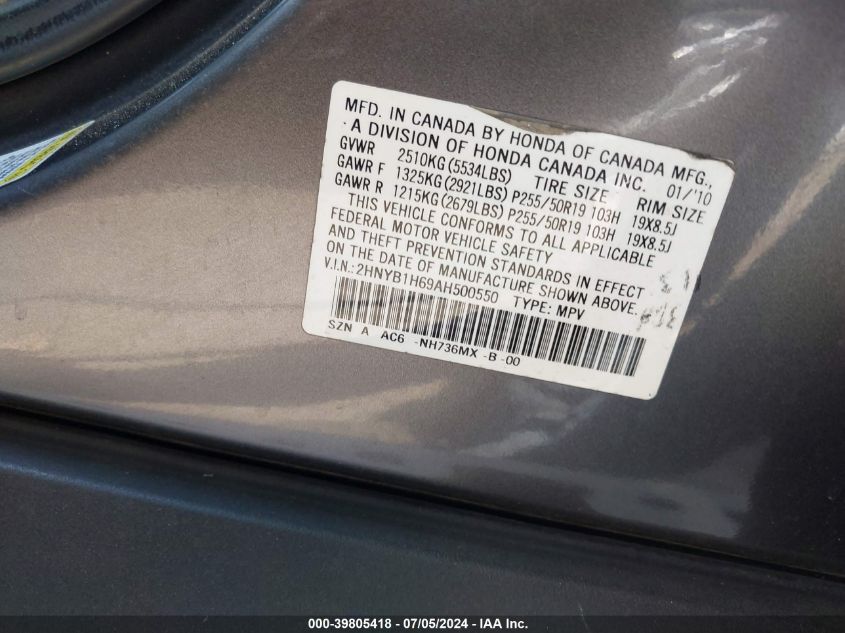 MFD. IN CANADA BY HONDA OF CANADA MFG.,
A DIVISION OF HONDA CANADA INC. 01/'10
GVWR 2510KG (5534LBS) TIRE SIZE RIM SIZE
GAWR F 1325KG (2921LBS) P255/50R19 103H 19X8.5J
GAWR R 1215KG (2679LBS) P255/50R19 103H 19X8.5J
THIS VEHICLE CONFORMS TO ALL APPLICABLE
FEDERAL MOTOR VEHICLE SAFETY
AND THEFT PREVENTION STANDARDS IN EFFECT
ON THE DATE OF MANUFACTURE SHOWN ABOVE.
V.I.N.: 2HNYB1H69AH500550 TYPE: MPV
SZN A AC6 -NH736MX -B -00
000-39805418 - 07/05/2024 - IAA Inc.